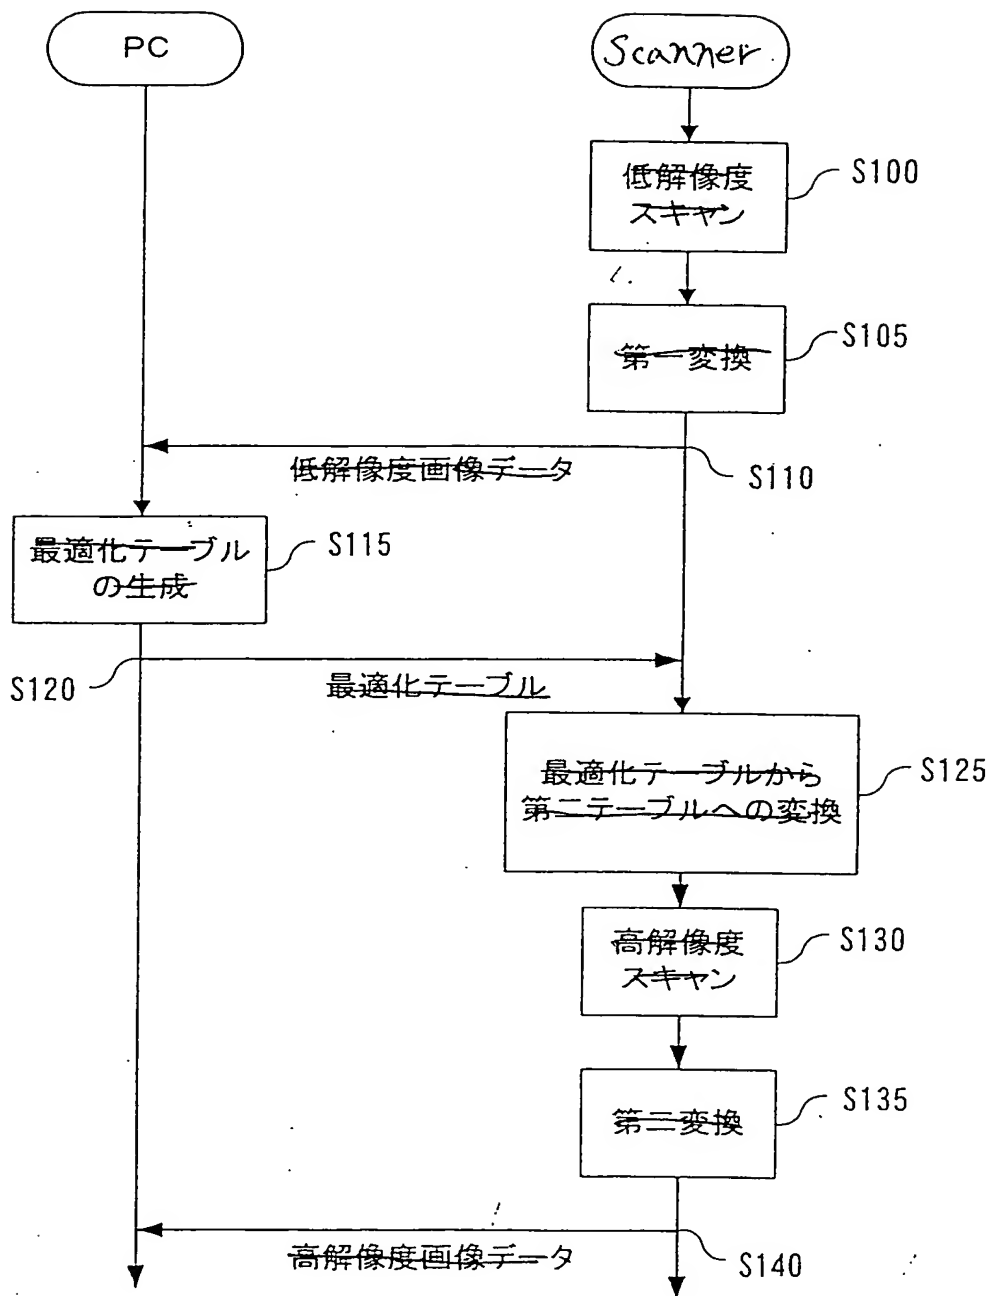 PC
Scanner
低解像度
スキャン
S100
第一変換
S105
低解像度画像データ
S110
最適化テーブル
の生成
S115
S120
最適化テーブル
最適化テーブルから
第二テーブルへの変換
S125
高解像度
スキャン
S130
第二変換
S135
高解像度画像データ
S140